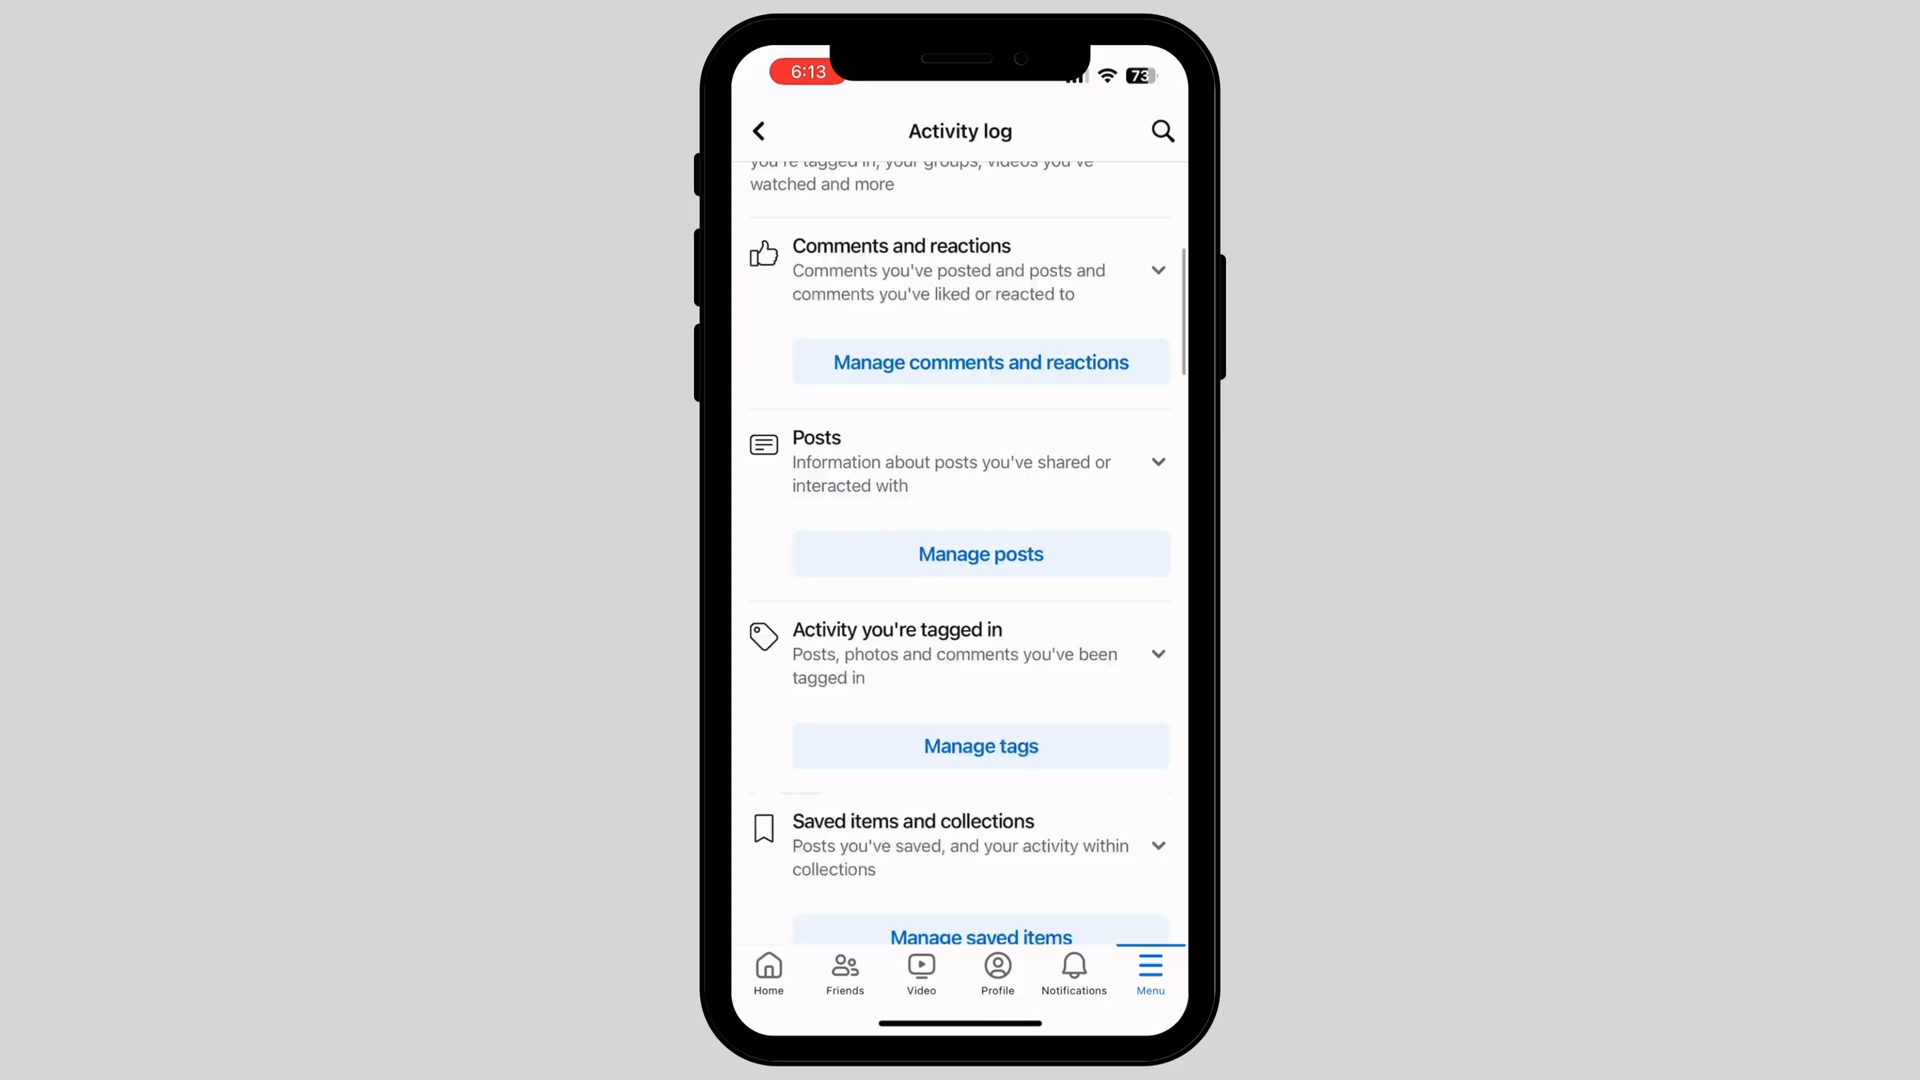 6:13
73
Activity log
you're tagged in, your groups, videos you've
watched and more
Comments and reactions
Comments you've posted and posts and
comments you've liked or reacted to
Manage comments and reactions
Posts
Information about posts you've shared or
interacted with
Manage posts
Activity you're tagged in
Posts, photos and comments you've been
tagged in
Manage tags
Saved items and collections
Posts you've saved, and your activity within
collections
Manage saved items
Home
Friends
Video
Profile
Notifications
Menu